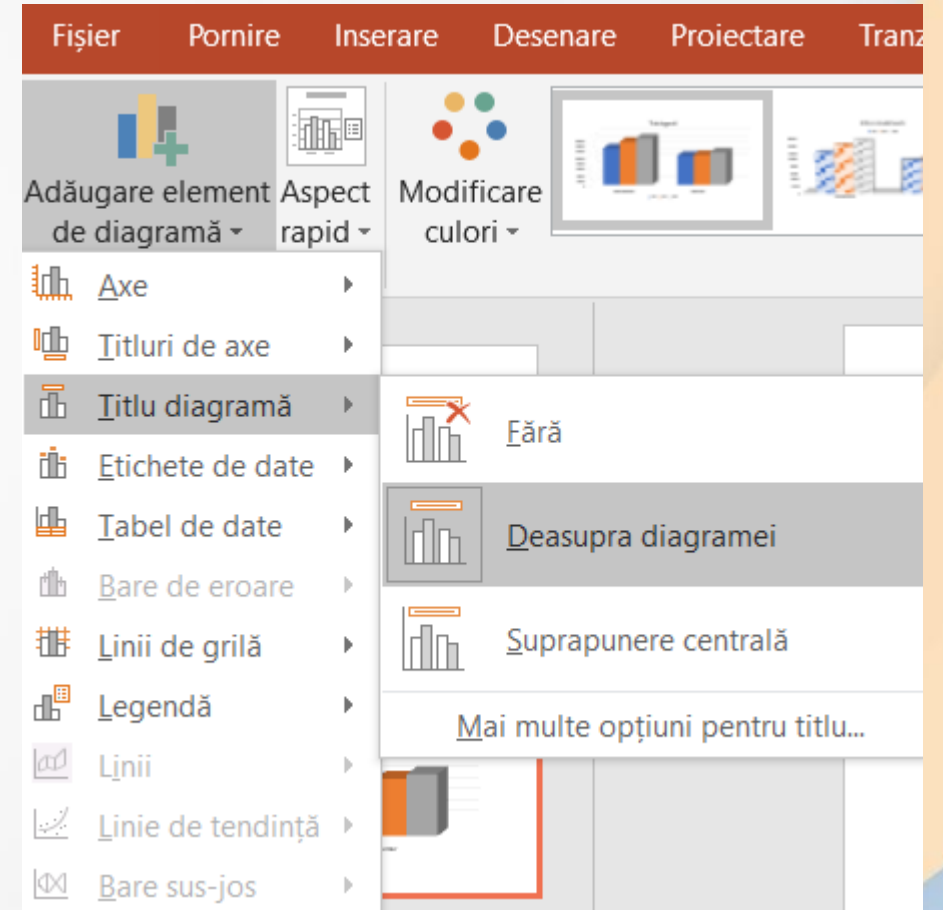 Fișier Pornire Inserare Desenare Proiectare Tranz
Adăugare element
de diagramă
Aspect
rapid
Modificare
culori
Axe
Titluri de axe
Titlu diagramă
Etichete de date
Tabel de date
Bare de eroare
Linii de grilă
Legendă
Linii
Linie de tendință
Bare sus-jos
Fără
Deasupra diagramei
Suprapunere centrală
Mai multe opțiuni pentru titlu...